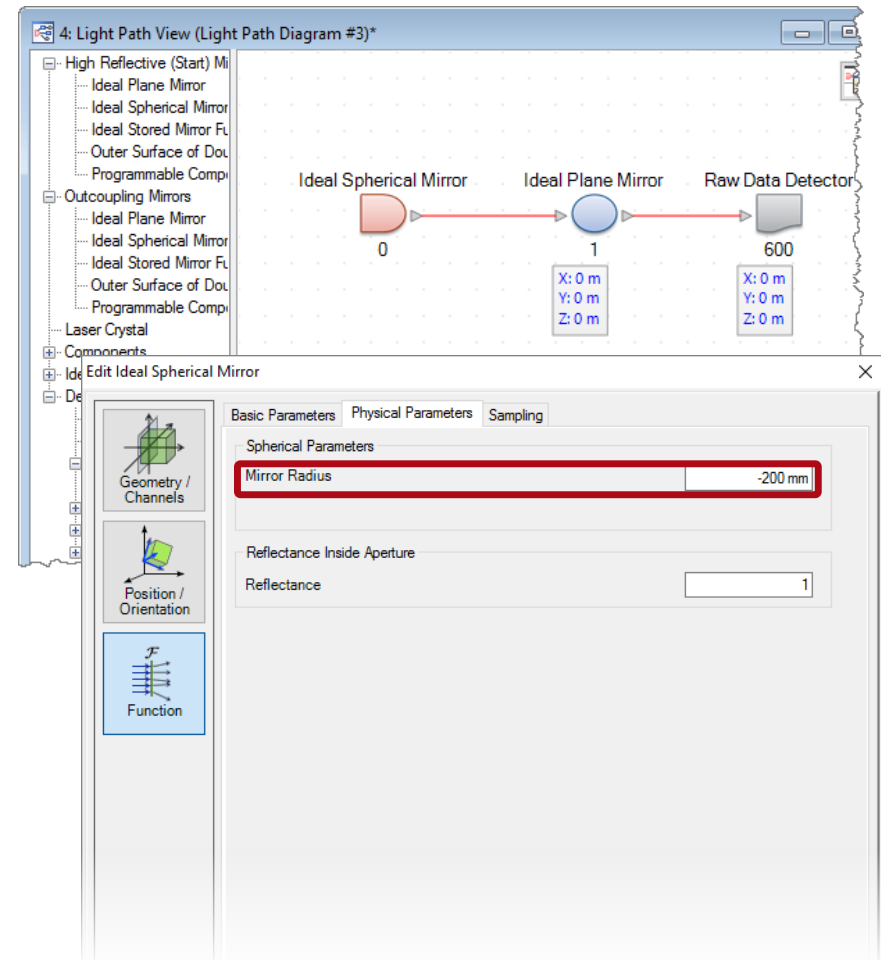 4: Light Path View (Light Path Diagram #3)*
High Reflective (Start) Mi
Ideal Plane Mirror
Ideal Spherical Mirror
Ideal Stored Mirror Fu
Outer Surface of Dou
Programmable Compo
Outcoupling Mirrors
Ideal Plane Mirror
Ideal Spherical Mirror
Ideal Stored Mirror Fu
Outer Surface of Dou
Programmable Compo
Laser Crystal
Components
Ide
De
Ideal Spherical Mirror
0
Ideal Plane Mirror
1
X: 0 m
Y: 0 m
Z: 0 m
Raw Data Detector
600
X: 0 m
Y: 0 m
Z: 0 m
Edit Ideal Spherical Mirror
Geometry /
Channels
Position /
Orientation
F
Function
Basic Parameters Physical Parameters Sampling
Spherical Parameters
Mirror Radius -200 mm
Reflectance Inside Aperture
Reflectance 1